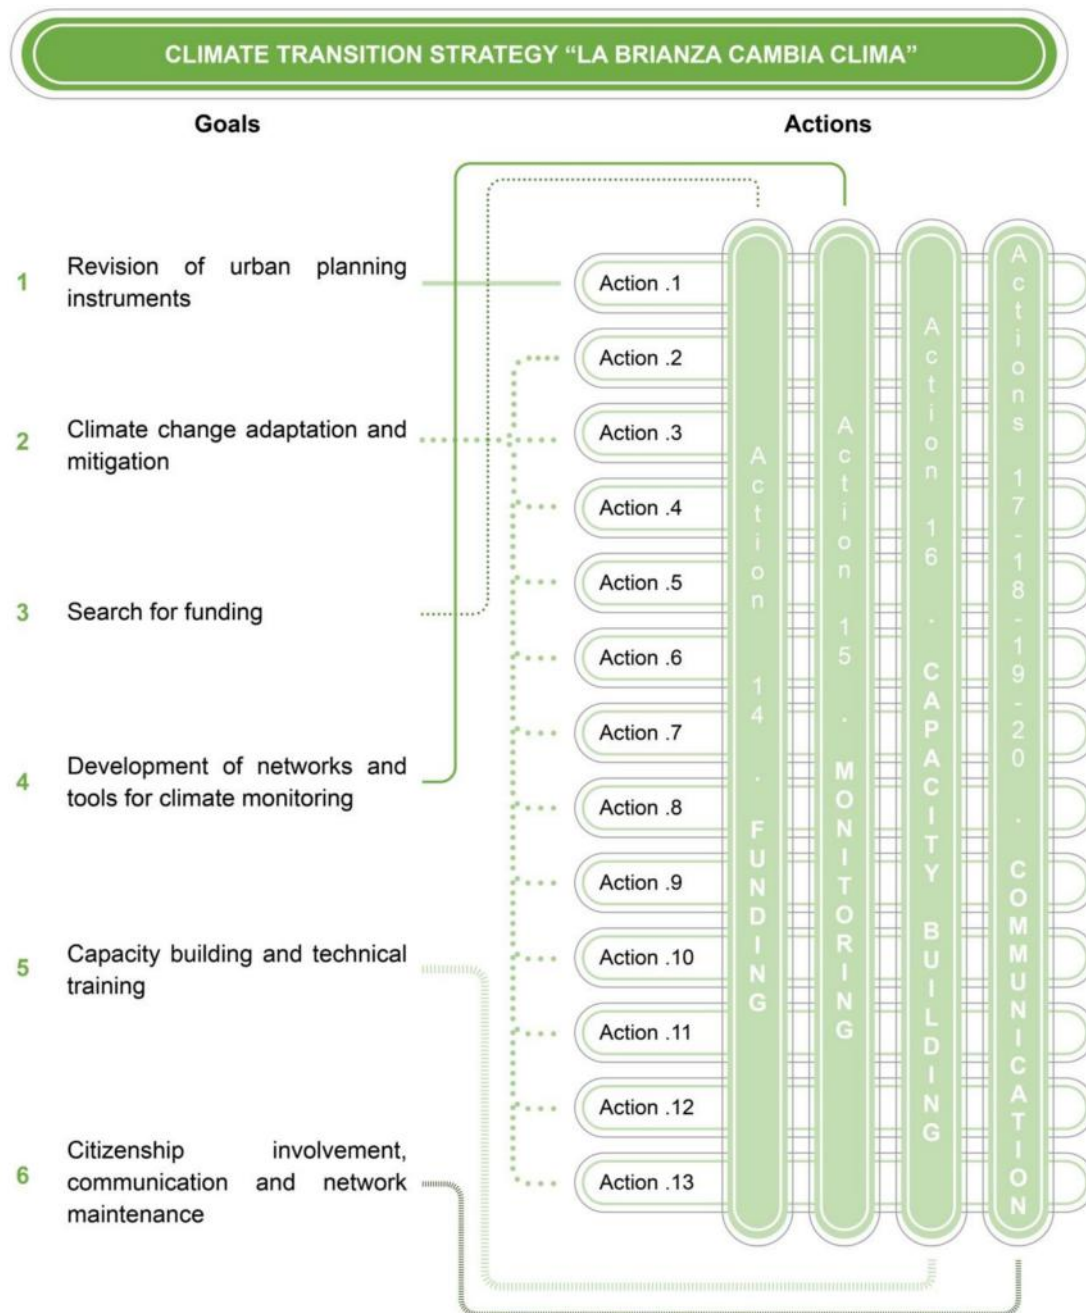 CLIMATE TRANSITION STRATEGY “LA BRIANZA CAMBIA CLIMA”
Goals
Actions
1
Revision of urban planning
instruments
2
Climate change adaptation and
mitigation
3
Search for funding
4
Development of networks and
tools for climate monitoring
5
Capacity building and technical
training
6
Citizenship involvement,
communication and network
maintenance
Action .1
Action .2
Action .3
Action .4
Action .5
Action .6
Action .7
Action .8
Action .9
Action .10
Action .11
Action .12
Action .13
Action 14 . FUNDING
Action 15 . MONITORING
Action 16 . CAPACITY BUILDING
Actions 17-18-19-20 . COMMUNICATION